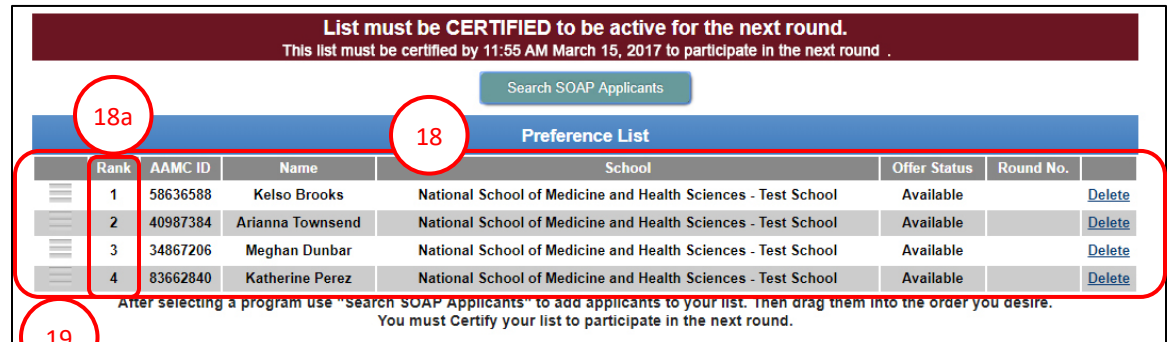 List must be CERTIFIED to be active for the next round.
This list must be certified by 11:55 AM March 15, 2017 to participate in the next round .
Search SOAP Applicants
18a
18
Preference List
Rank AAMC ID Name School Offer Status Round No.
1 58636588 Kelso Brooks National School of Medicine and Health Sciences - Test School Available Delete
2 40987384 Arianna Townsend National School of Medicine and Health Sciences - Test School Available Delete
3 34867206 Meghan Dunbar National School of Medicine and Health Sciences - Test School Available Delete
4 83662840 Katherine Perez National School of Medicine and Health Sciences - Test School Available Delete
After selecting a program use "Search SOAP Applicants" to add applicants to your list. Then drag them into the order you desire.
You must Certify your list to participate in the next round.
19